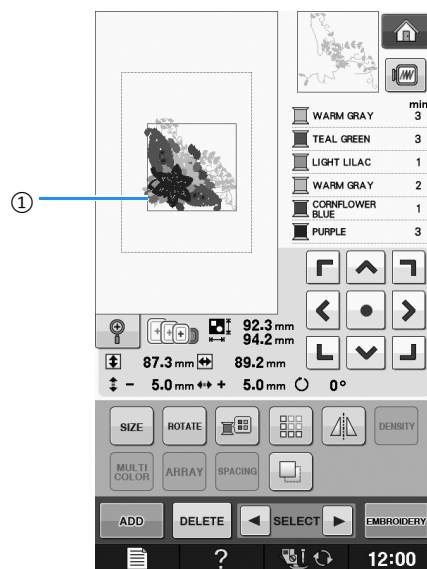 min
WARM GRAY 3
TEAL GREEN 3
LIGHT LILAC 1
WARM GRAY 2
CORNFLOWER
BLUE 1
PURPLE 3
①
92.3 mm
94.2 mm
87.3 mm 89.2 mm
- 5.0 mm + 5.0 mm 0°
SIZE ROTATE DENSITY
MULTI
COLOR ARRAY SPACING
ADD DELETE SELECT EMBROIDERY
? 12:00